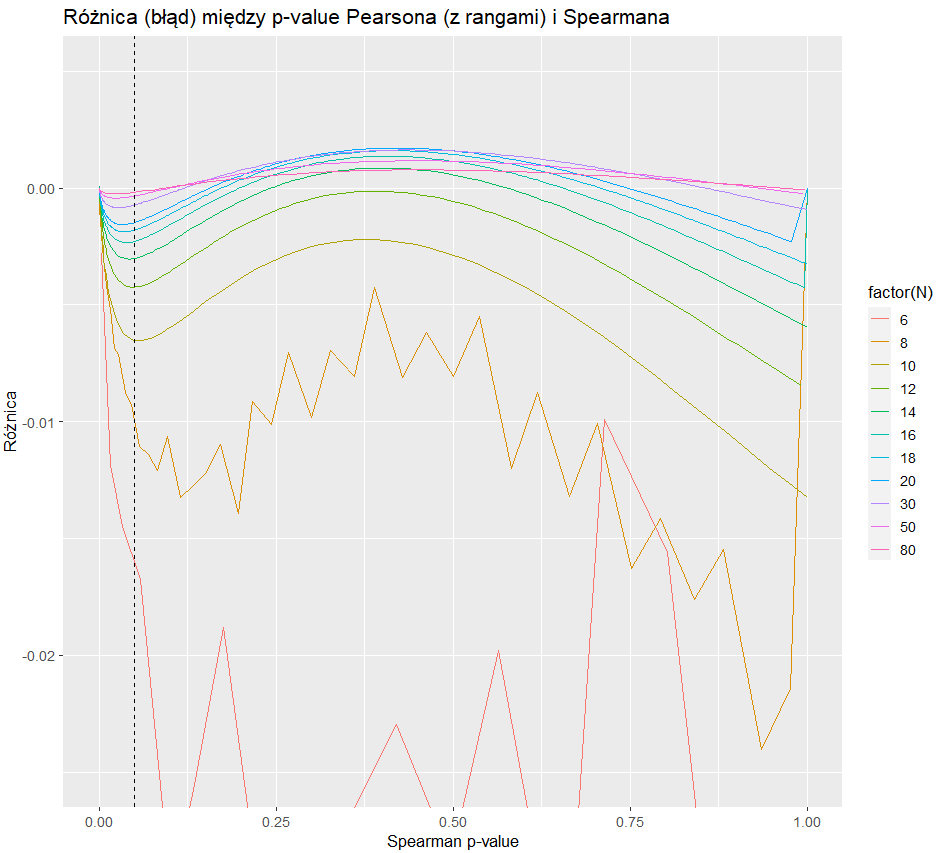 Różnica (błąd) między p-value Pearsona (z rangami) i Spearmana
Różnica
0.00
-0.01
-0.02
0.00 0.25 0.50 0.75 1.00
Spearman p-value
factor(N)
6
8
10
12
14
16
18
20
30
50
80